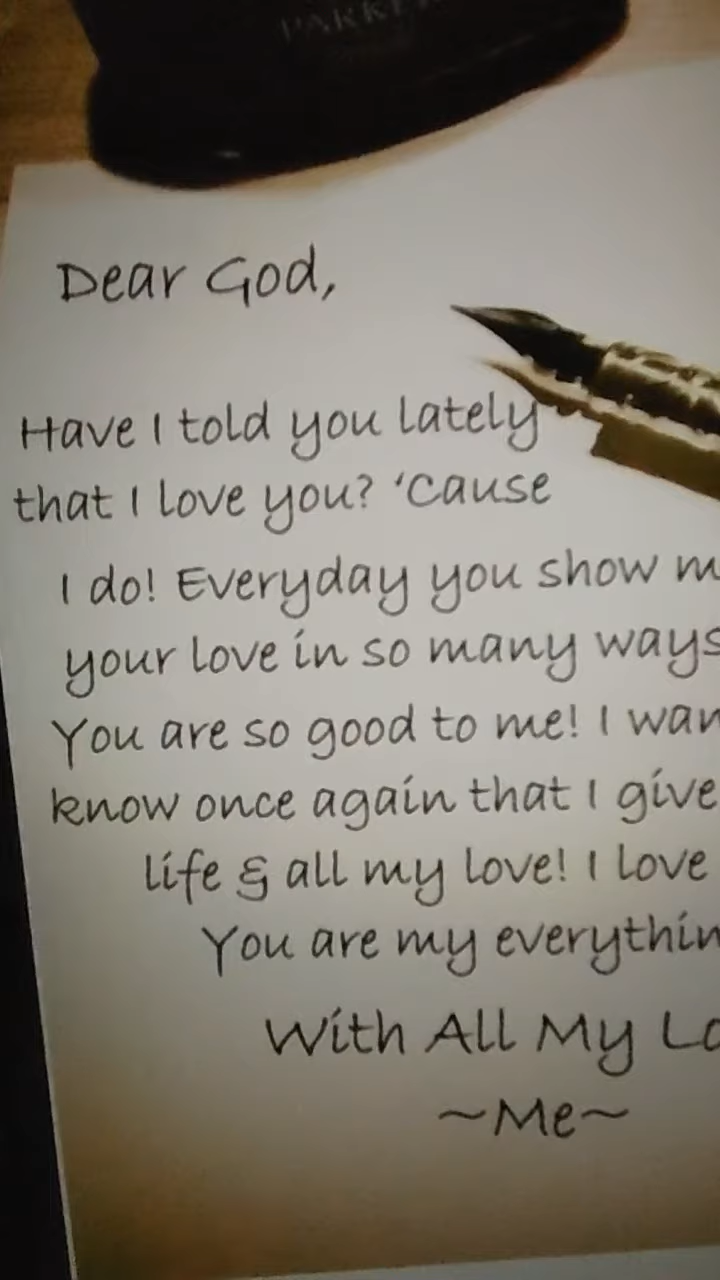 Dear God,
Have I told you lately
that I love you? ‘Cause
I do! Everyday you show
your love in so many ways
You are so good to me! I
know once again that I give
life & all my love! I love
You are my
With All My
~Me~